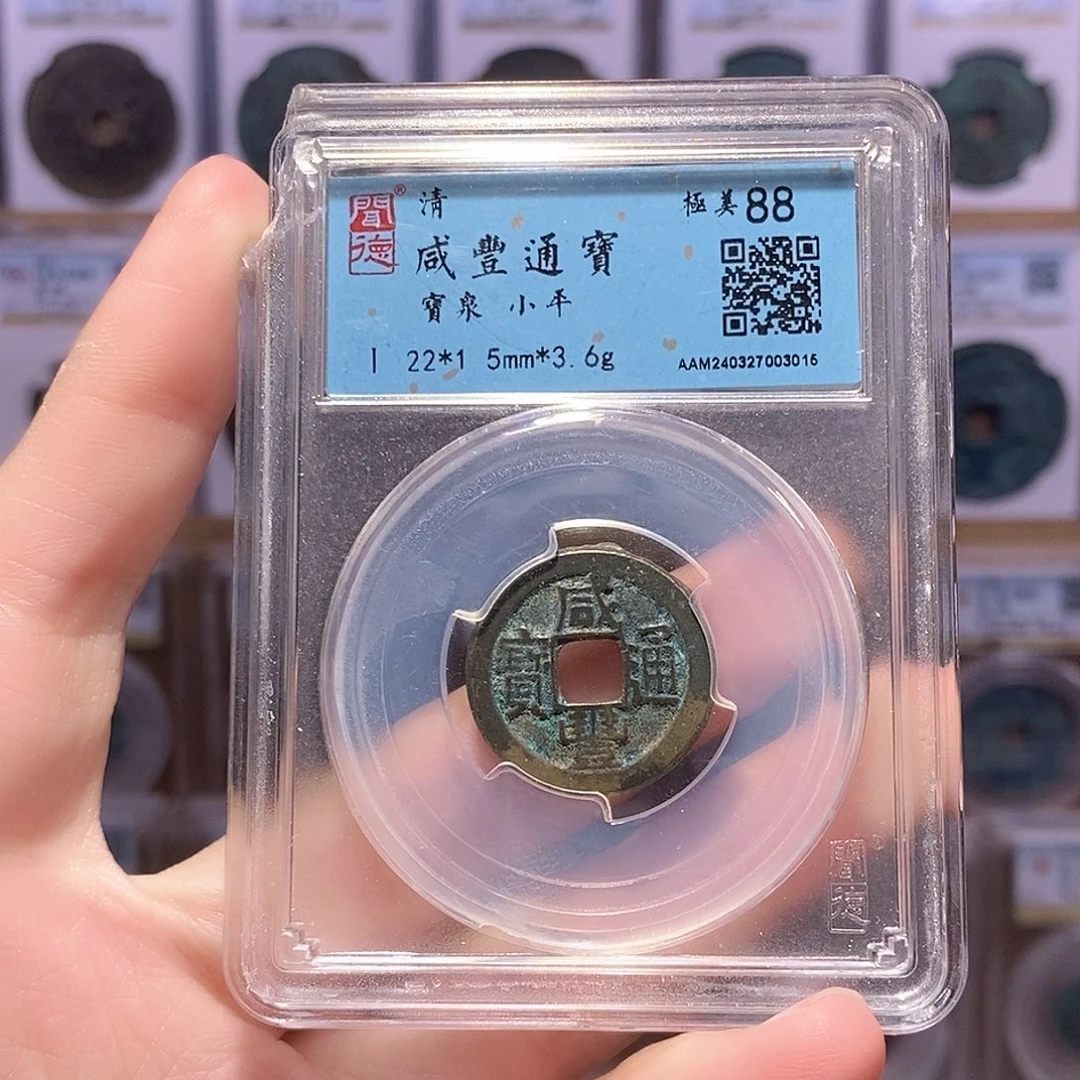 聞德®
清
極美88
咸豐通寶
寶泉 小平
| 22*1 5mm*3.6g
AAM240327003016
咸豐通寶
聞德